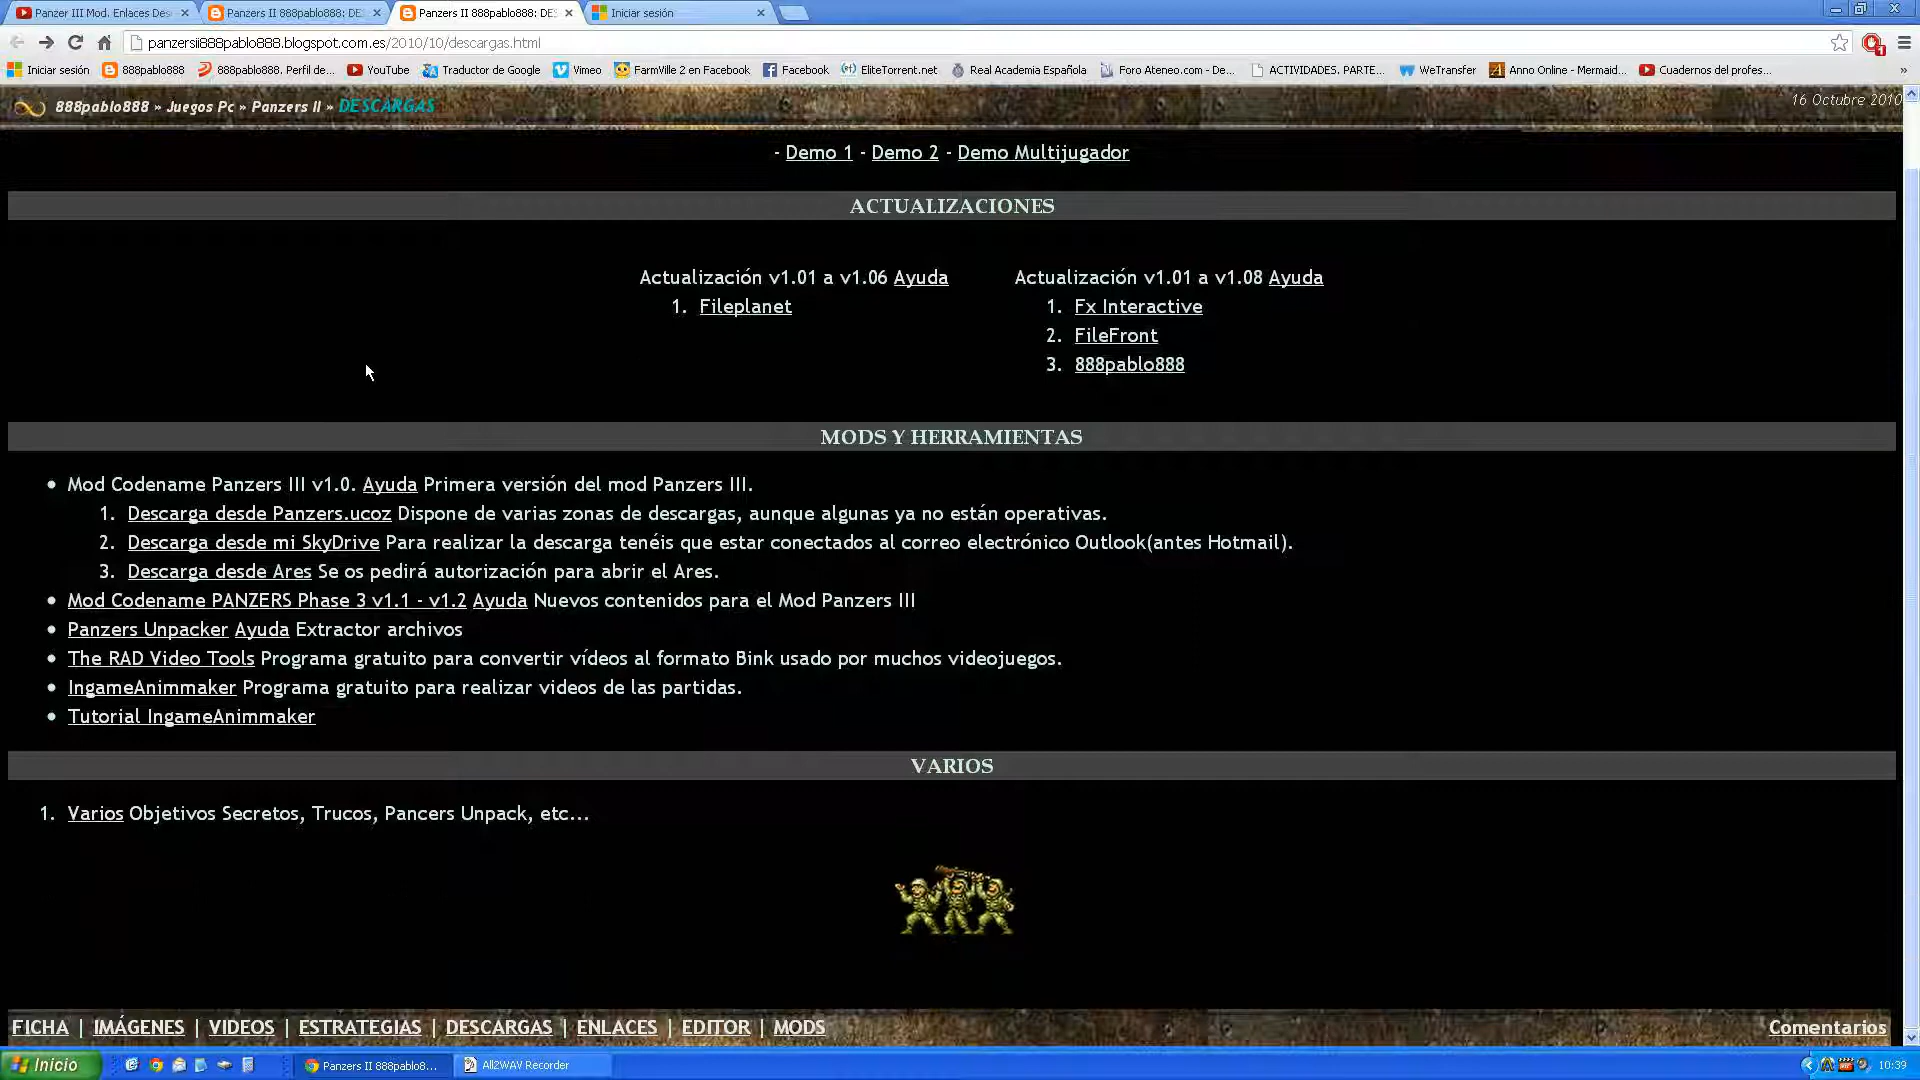 Panzer III Mod. Enlaces Des
Panzers II 888pablo888: DE
Panzers II 888pablo888: DES
Iniciar sesión
panzersii888pablo888.blogspot.com.es/2010/10/descargas.html
Iniciar sesión
888pablo888
888pablo888. Perfil de...
YouTube
Traductor de Google
Vimeo
FarmVille 2 en Facebook
Facebook
EliteTorrent.net
Real Academia Española
Foro Ateneo.com - De...
ACTIVIDADES. PARTE...
WeTransfer
Anno Online - Mermaid...
Cuadernos del profes...
»
888pablo888 » Juegos Pc » Panzers II » DESCARGAS
16 Octubre 2010
- Demo 1 - Demo 2 - Demo Multijugador
ACTUALIZACIONES
Actualización v1.01 a v1.06 Ayuda
1. Fileplanet
Actualización v1.01 a v1.08 Ayuda
1. Fx Interactive
2. FileFront
3. 888pablo888
MODS Y HERRAMIENTAS
• Mod Codename Panzers III v1.0. Ayuda Primera versión del mod Panzers III.
1. Descarga desde Panzers.ucoz Dispone de varias zonas de descargas, aunque algunas ya no están operativas.
2. Descarga desde mi SkyDrive Para realizar la descarga tenéis que estar conectados al correo electrónico Outlook(antes Hotmail).
3. Descarga desde Ares Se os pedirá autorización para abrir el Ares.
• Mod Codename PANZERS Phase 3 v1.1 - v1.2 Ayuda Nuevos contenidos para el Mod Panzers III
• Panzers Unpacker Ayuda Extractor archivos
• The RAD Video Tools Programa gratuito para convertir vídeos al formato Bink usado por muchos videojuegos.
• IngameAnimmaker Programa gratuito para realizar videos de las partidas.
• Tutorial IngameAnimmaker
VARIOS
1. Varios Objetivos Secretos, Trucos, Pancers Unpack, etc...
FICHA | IMÁGENES | VIDEOS | ESTRATEGIAS | DESCARGAS | ENLACES | EDITOR | MODS
Comentarios
Inicio
Panzers II 888pablo8...
All2WAV Recorder
10:39